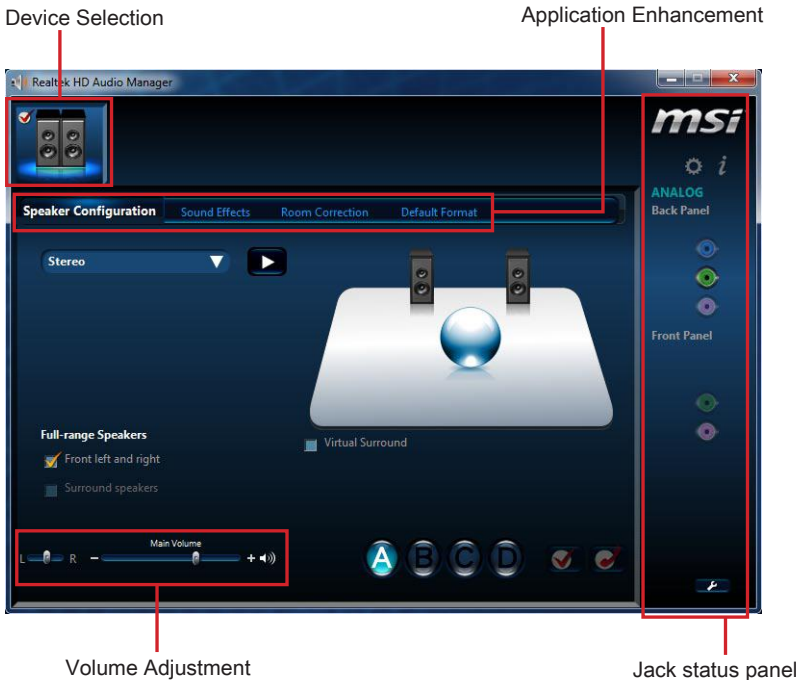 Device Selection
Application Enhancement
Realtek HD Audio Manager
msi
i
ANALOG
Back Panel
Speaker Configuration Sound Effects Room Correction Default Format
Stereo
Front Panel
Full-range Speakers
Virtual Surround
Front left and right
Surround speakers
Main Volume
L R - +
A B C D
Volume Adjustment
Jack status panel